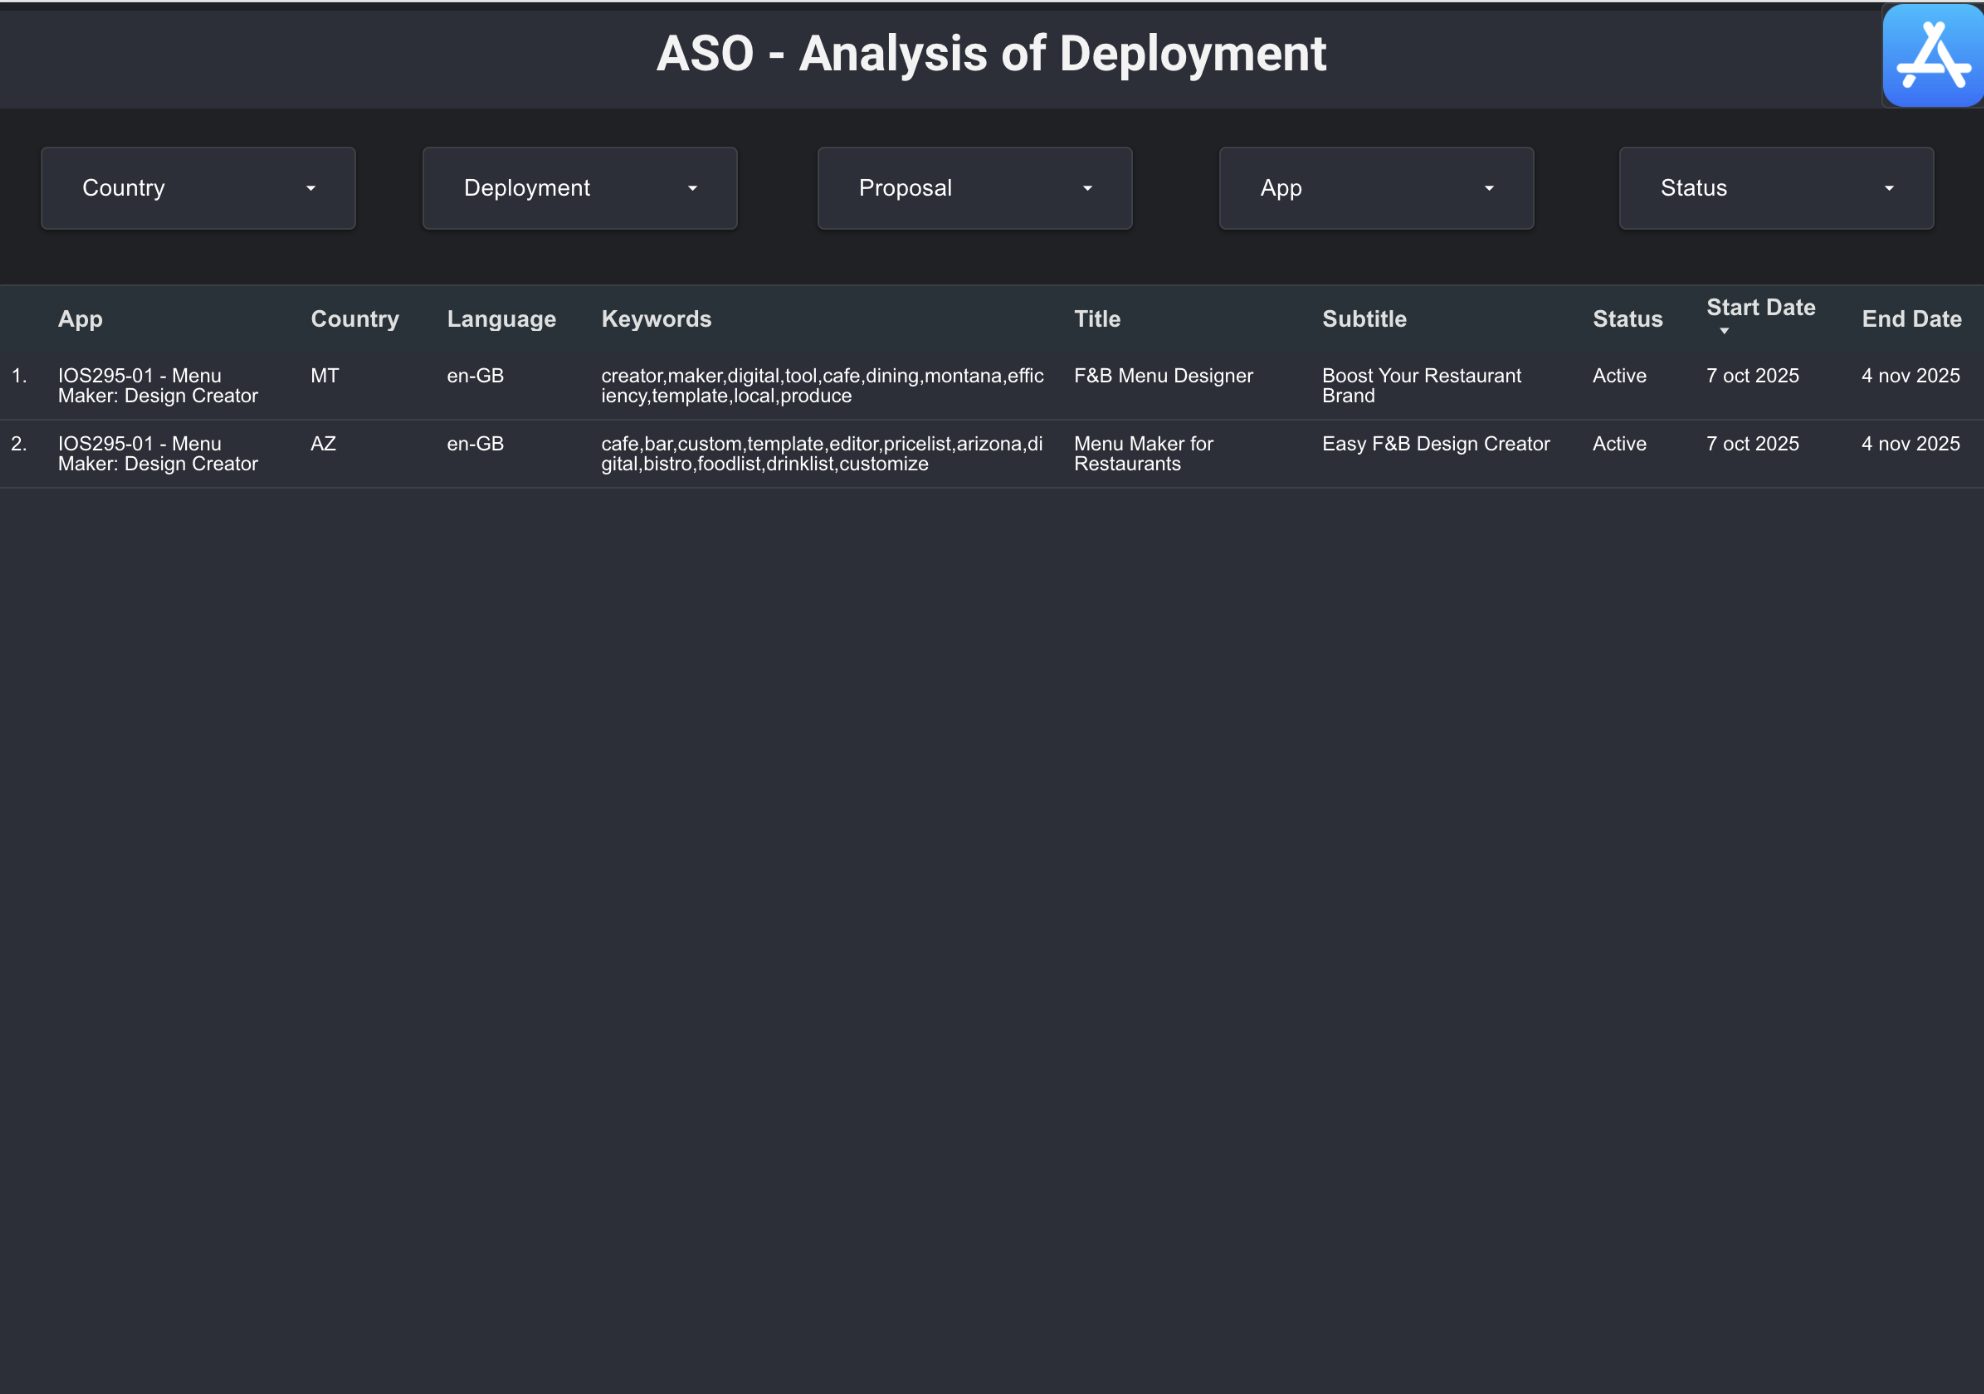 ASO - Analysis of Deployment
Country
Deployment
Proposal
App
Status
App Country Language Keywords Title Subtitle Status Start Date End Date
1. IOS295-01 - Menu MT en-GB creator,maker,digital,tool,cafe,dining,montana,effic F&B Menu Designer Boost Your Restaurant Active 7 oct 2025 4 nov 2025
Maker: Design Creator iency,template,local,produce Brand
2. IOS295-01 - Menu AZ en-GB cafe,bar,custom,template,editor,pricelist,arizona,di Menu Maker for Easy F&B Design Creator Active 7 oct 2025 4 nov 2025
Maker: Design Creator gital,bistro,foodlist,drinklist,customize Restaurants